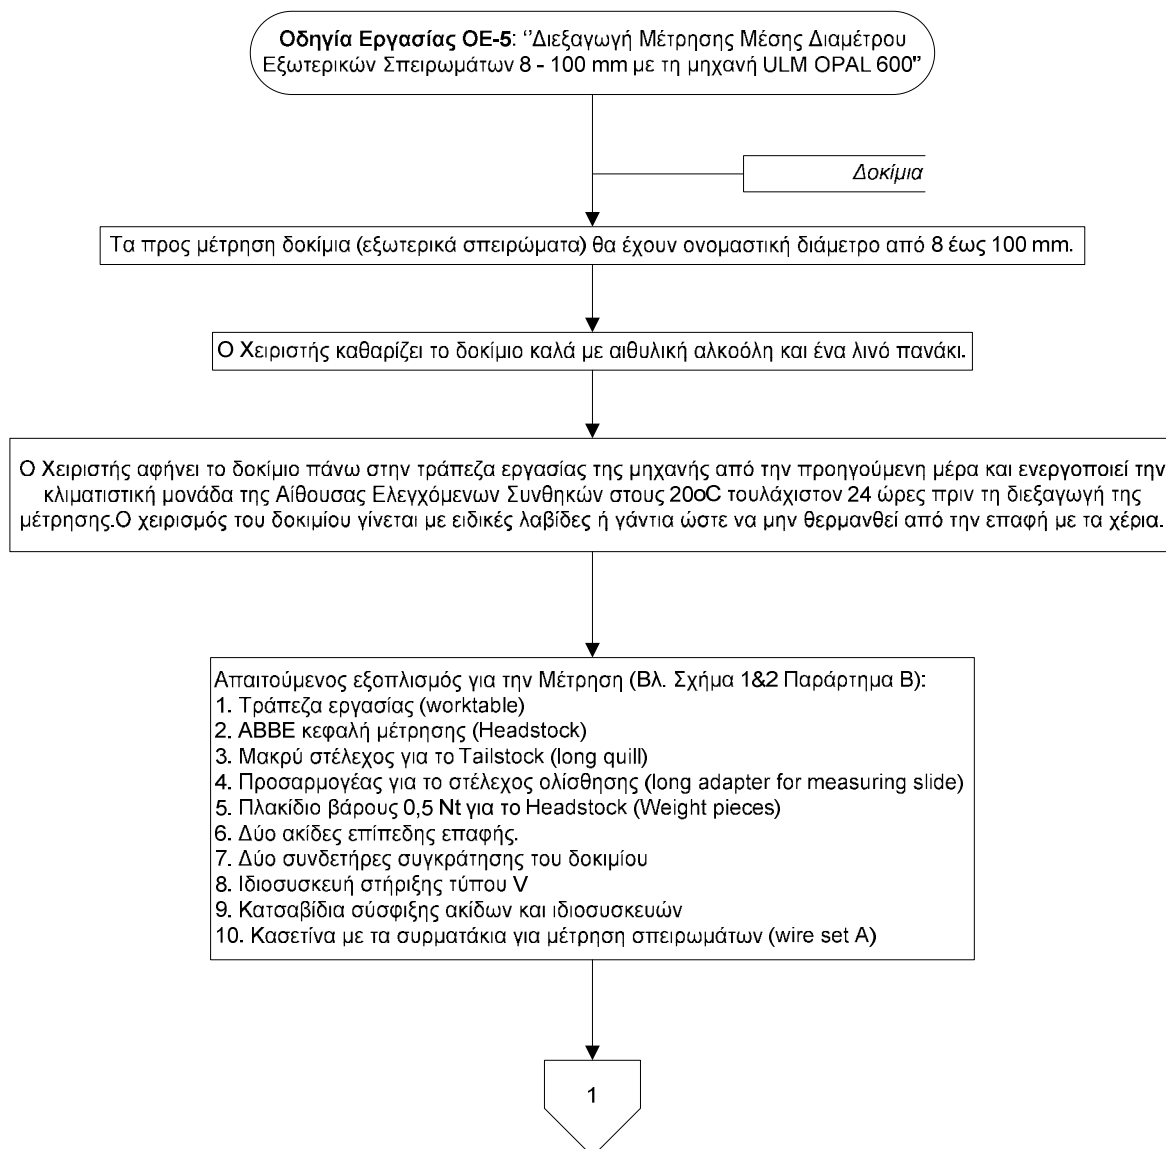 Οδηγία Εργασίας ΟΕ-5: ‘’Διεξαγωγή Μέτρησης Μέσης Διαμέτρου
Εξωτερικών Σπειρωμάτων 8 - 100 mm με τη μηχανή ULM OPAL 600’’
Δοκίμια
Τα προς μέτρηση δοκίμια (εξωτερικά σπειρώματα) θα έχουν ονομαστική διάμετρο από 8 έως 100 mm.
Ο Χειριστής καθαρίζει το δοκίμιο καλά με αιθυλική αλκοόλη και ένα λινό πανάκι.
Ο Χειριστής αφήνει το δοκίμιο πάνω στην τράπεζα εργασίας της μηχανής από την προηγούμενη μέρα και ενεργοποιεί την
κλιματιστική μονάδα της Αίθουσας Ελεγχόμενων Συνθηκών στους 20οC τουλάχιστον 24 ώρες πριν τη διεξαγωγή της
μέτρησης.Ο χειρισμός του δοκιμίου γίνεται με ειδικές λαβίδες ή γάντια ώστε να μην θερμανθεί από την επαφή με τα χέρια.
Απαιτούμενος εξοπλισμός για την Μέτρηση (Βλ. Σχήμα 1&2 Παράρτημα Β):
1. Τράπεζα εργασίας (worktable)
2. ABBE κεφαλή μέτρησης (Headstock)
3. Μακρύ στέλεχος για το Tailstock (long quill)
4. Προσαρμογέας για το στέλεχος ολίσθησης (long adapter for measuring slide)
5. Πλακίδιο βάρους 0,5 Nt για το Headstock (Weight pieces)
6. Δύο ακίδες επίπεδης επαφής.
7. Δύο συνδετήρες συγκράτησης του δοκιμίου
8. Ιδιοσυσκευή στήριξης τύπου V
9. Κατσαβίδια σύσφιξης ακίδων και ιδιοσυσκευών
10. Κασετίνα με τα συρματάκια για μέτρηση σπειρωμάτων (wire set A)
1